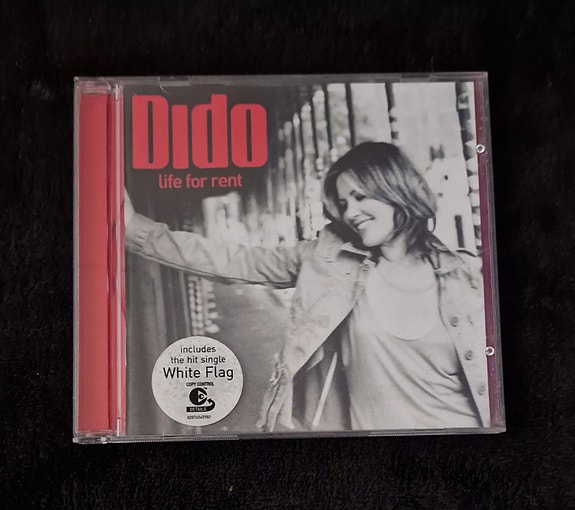 Dido
life for rent
includes
the hit single
White Flag
COPY CONTROL
DETAILS